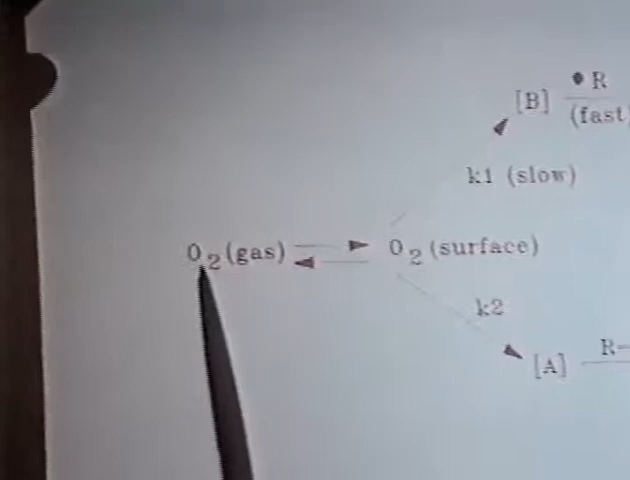 [B] • R
(fast
k1 (slow)
O2(gas) O2(surface)
k2
[A] R-